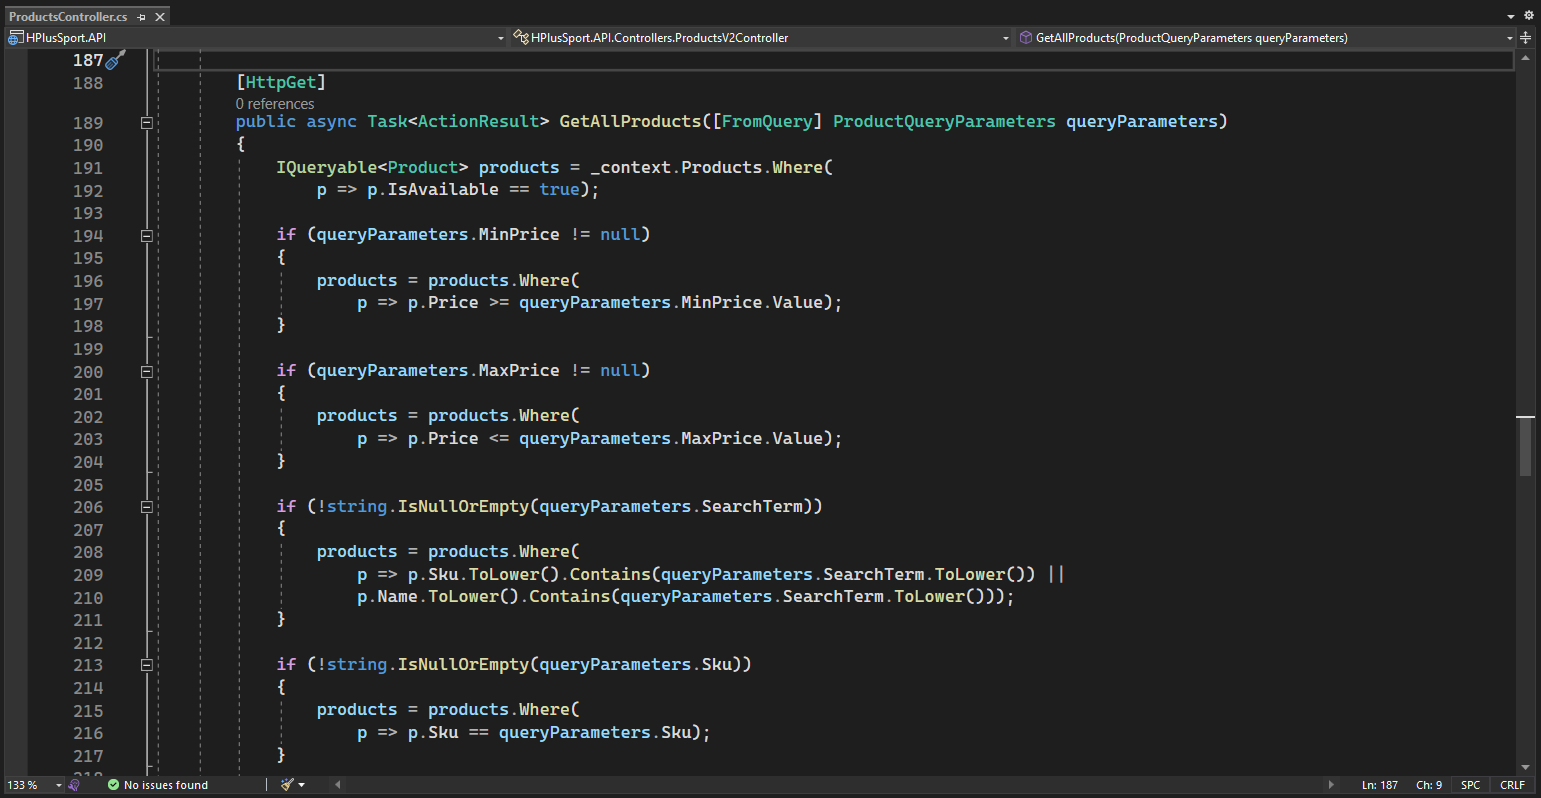 ProductsController.cs
HPlusSport.API HPlusSport.API.Controllers.ProductsV2Controller GetAllProducts(ProductQueryParameters queryParameters)
187
188 [HttpGet]
0 references
189 public async Task<ActionResult> GetAllProducts([FromQuery] ProductQueryParameters queryParameters)
190 {
191 IQueryable<Product> products = _context.Products.Where(
192 p => p.IsAvailable == true);
193
194 if (queryParameters.MinPrice != null)
195 {
196 products = products.Where(
197 p => p.Price >= queryParameters.MinPrice.Value);
198 }
199
200 if (queryParameters.MaxPrice != null)
201 {
202 products = products.Where(
203 p => p.Price <= queryParameters.MaxPrice.Value);
204 }
205
206 if (!string.IsNullOrEmpty(queryParameters.SearchTerm))
207 {
208 products = products.Where(
209 p => p.Sku.ToLower().Contains(queryParameters.SearchTerm.ToLower()) ||
210 p.Name.ToLower().Contains(queryParameters.SearchTerm.ToLower()));
211 }
212
213 if (!string.IsNullOrEmpty(queryParameters.Sku))
214 {
215 products = products.Where(
216 p => p.Sku == queryParameters.Sku);
217 }
218
133 % No issues found Ln: 187 Ch: 9 SPC CRLF